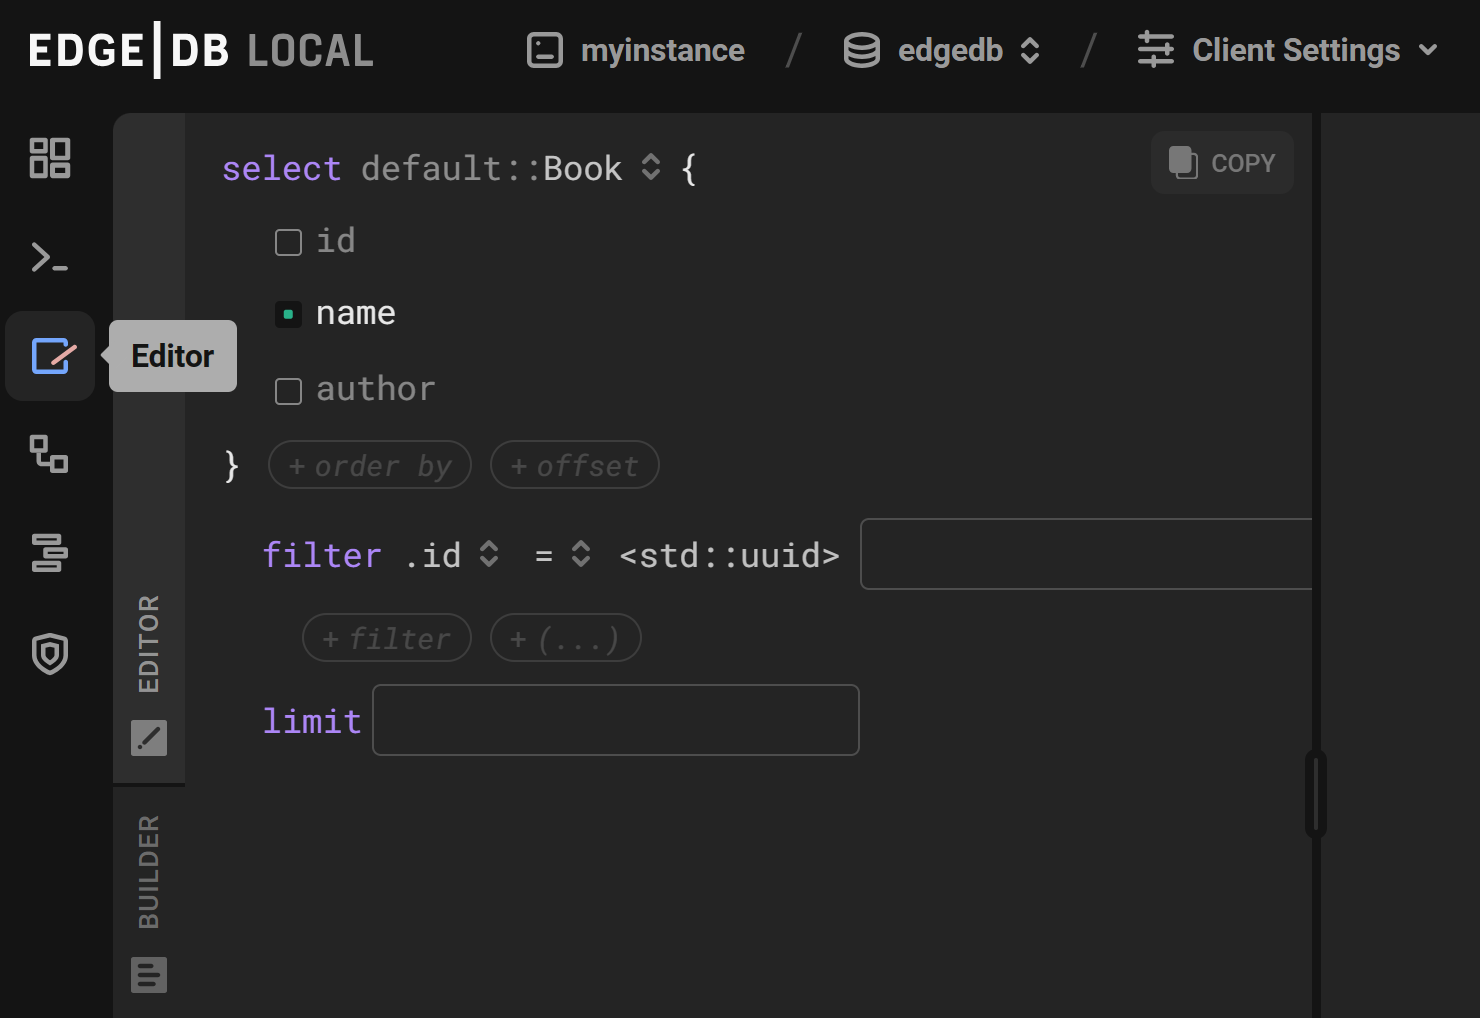 EDGE|DB LOCAL myinstance / edgedb / Client Settings
select default::Book {
COPY
id
name
Editor
author
} + order by + offset
filter .id = <std::uuid>
+ filter + (...)
EDITOR
limit
BUILDER